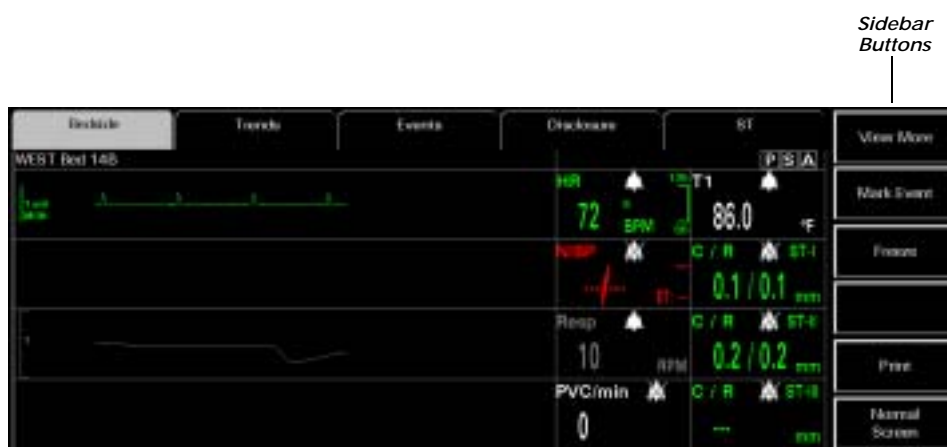 Sidebar
Buttons
Bedside Trends Events Disclosure ST
View More
WEST Bed 14B P S A
HR T1
Mark Event
72 BPM 86.0 °F
NIBP C / R ST-I
Freeze
0.1 / 0.1 mm
Resp C / R ST-II
10 RPM 0.2 / 0.2 mm
Print
PVC/min C / R ST-III
0 --- mm
Normal
Screen